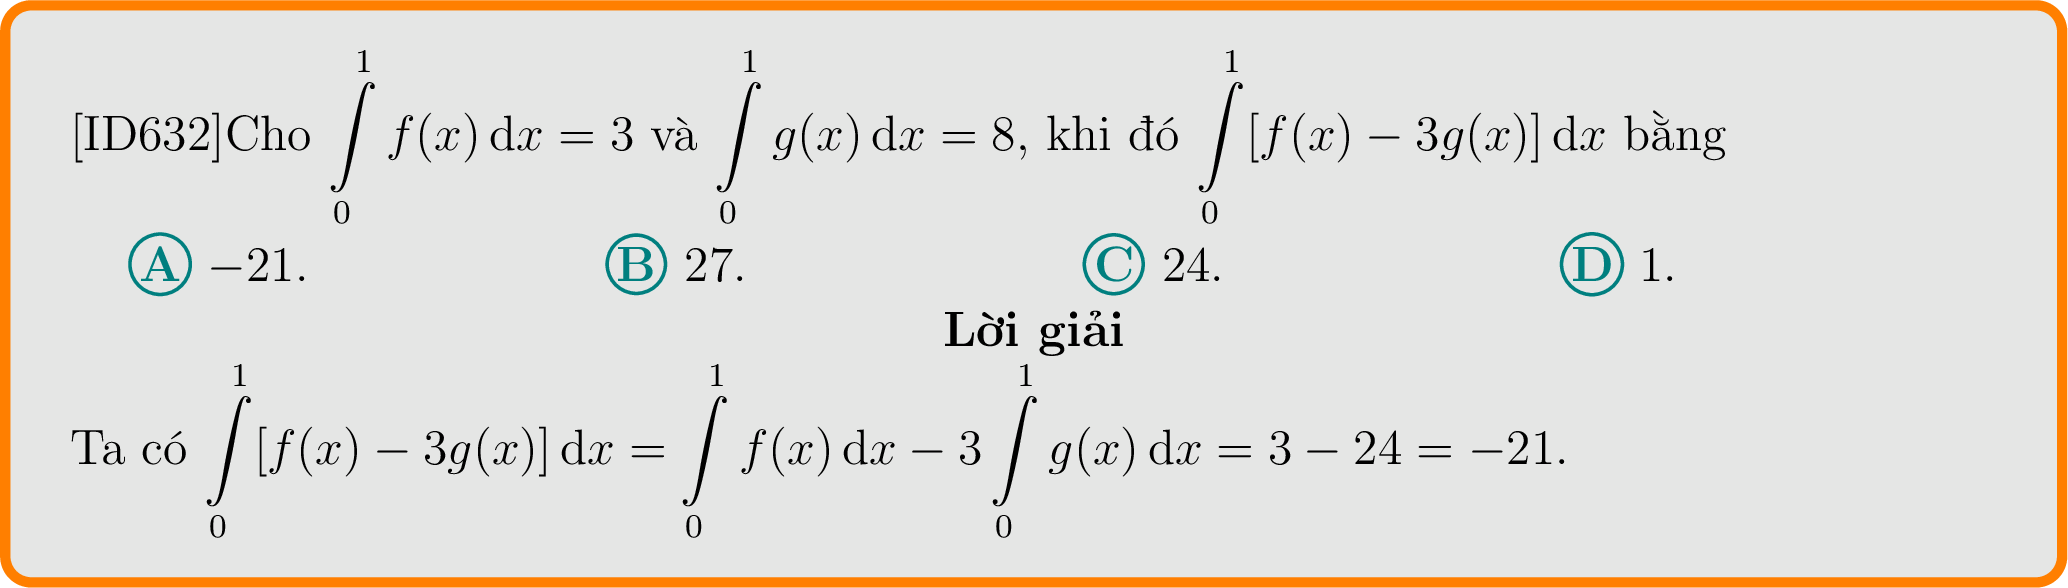 [ID632]Cho $\int\limits_0^1 f(x)\,\mathrm{d}x = 3$ và $\int\limits_0^1 g(x)\,\mathrm{d}x = 8$, khi đó $\int\limits_0^1 [f(x) - 3g(x)]\,\mathrm{d}x$ bằng
A −21. B 27. C 24. D 1.
Lời giải
Ta có $\int\limits_0^1 [f(x) - 3g(x)]\,\mathrm{d}x = \int\limits_0^1 f(x)\,\mathrm{d}x - 3\int\limits_0^1 g(x)\,\mathrm{d}x = 3 - 24 = -21$.